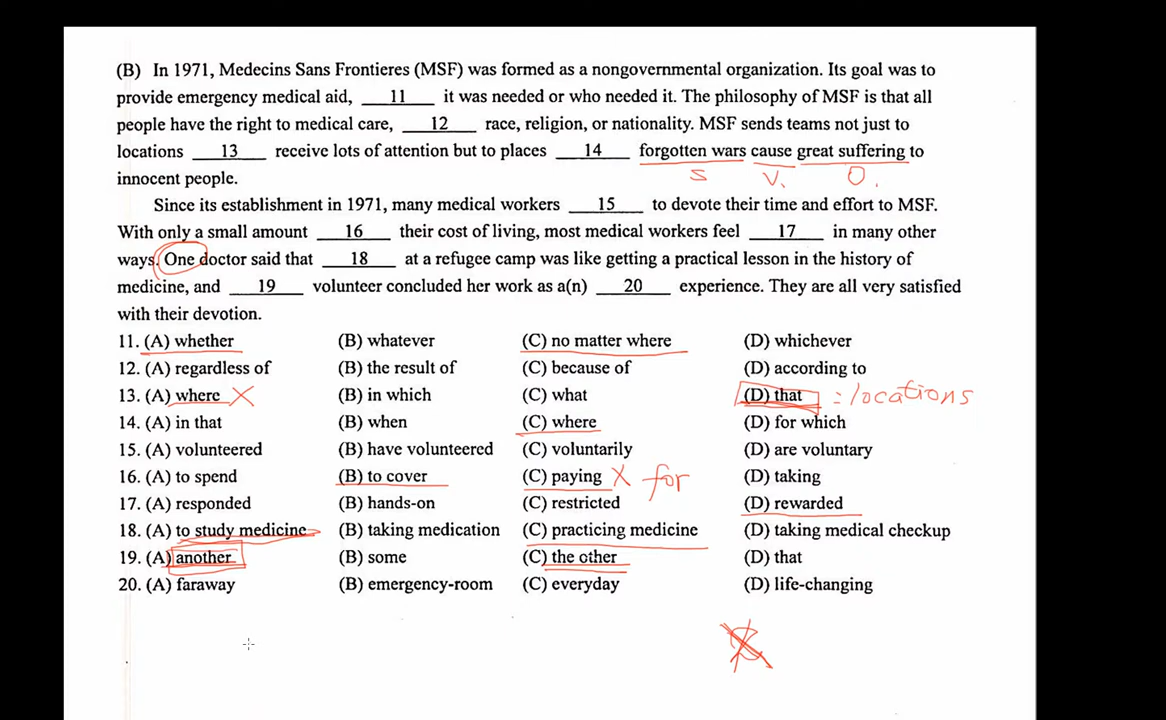 (B) In 1971, Medecins Sans Frontieres (MSF) was formed as a nongovernmental organization. Its goal was to
provide emergency medical aid, 11 it was needed or who needed it. The philosophy of MSF is that all
people have the right to medical care, 12 race, religion, or nationality. MSF sends teams not just to
locations 13 receive lots of attention but to places 14 forgotten wars cause great suffering to
S V. O.
innocent people.
Since its establishment in 1971, many medical workers 15 to devote their time and effort to MSF.
With only a small amount 16 their cost of living, most medical workers feel 17 in many other
ways. One doctor said that 18 at a refugee camp was like getting a practical lesson in the history of
medicine, and 19 volunteer concluded her work as a(n) 20 experience. They are all very satisfied
with their devotion.
11. (A) whether (B) whatever (C) no matter where (D) whichever
12. (A) regardless of (B) the result of (C) because of (D) according to
13. (A) where X (B) in which (C) what (D) that = locations
14. (A) in that (B) when (C) where (D) for which
15. (A) volunteered (B) have volunteered (C) voluntarily (D) are voluntary
16. (A) to spend (B) to cover (C) paying X for (D) taking
17. (A) responded (B) hands-on (C) restricted (D) rewarded
18. (A) to study medicine (B) taking medication (C) practicing medicine (D) taking medical checkup
19. (A) another (B) some (C) the other (D) that
20. (A) faraway (B) emergency-room (C) everyday (D) life-changing